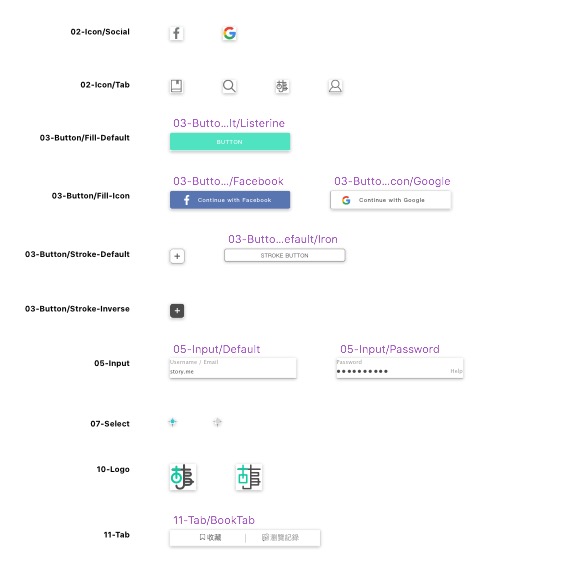 02-Icon/Social
02-Icon/Tab
03-Butto...lt/Listerine
03-Button/Fill-Default
BUTTON
03-Butto.../Facebook
03-Butto...con/Google
03-Button/Fill-Icon
Continue with Facebook
Continue with Google
03-Butto...efault/Iron
03-Button/Stroke-Default
STROKE BUTTON
03-Button/Stroke-Inverse
05-Input/Default
05-Input/Password
Username / Email
Password
05-Input
story.me
Help
07-Select
10-Logo
11-Tab/BookTab
11-Tab
收藏
瀏覽記錄